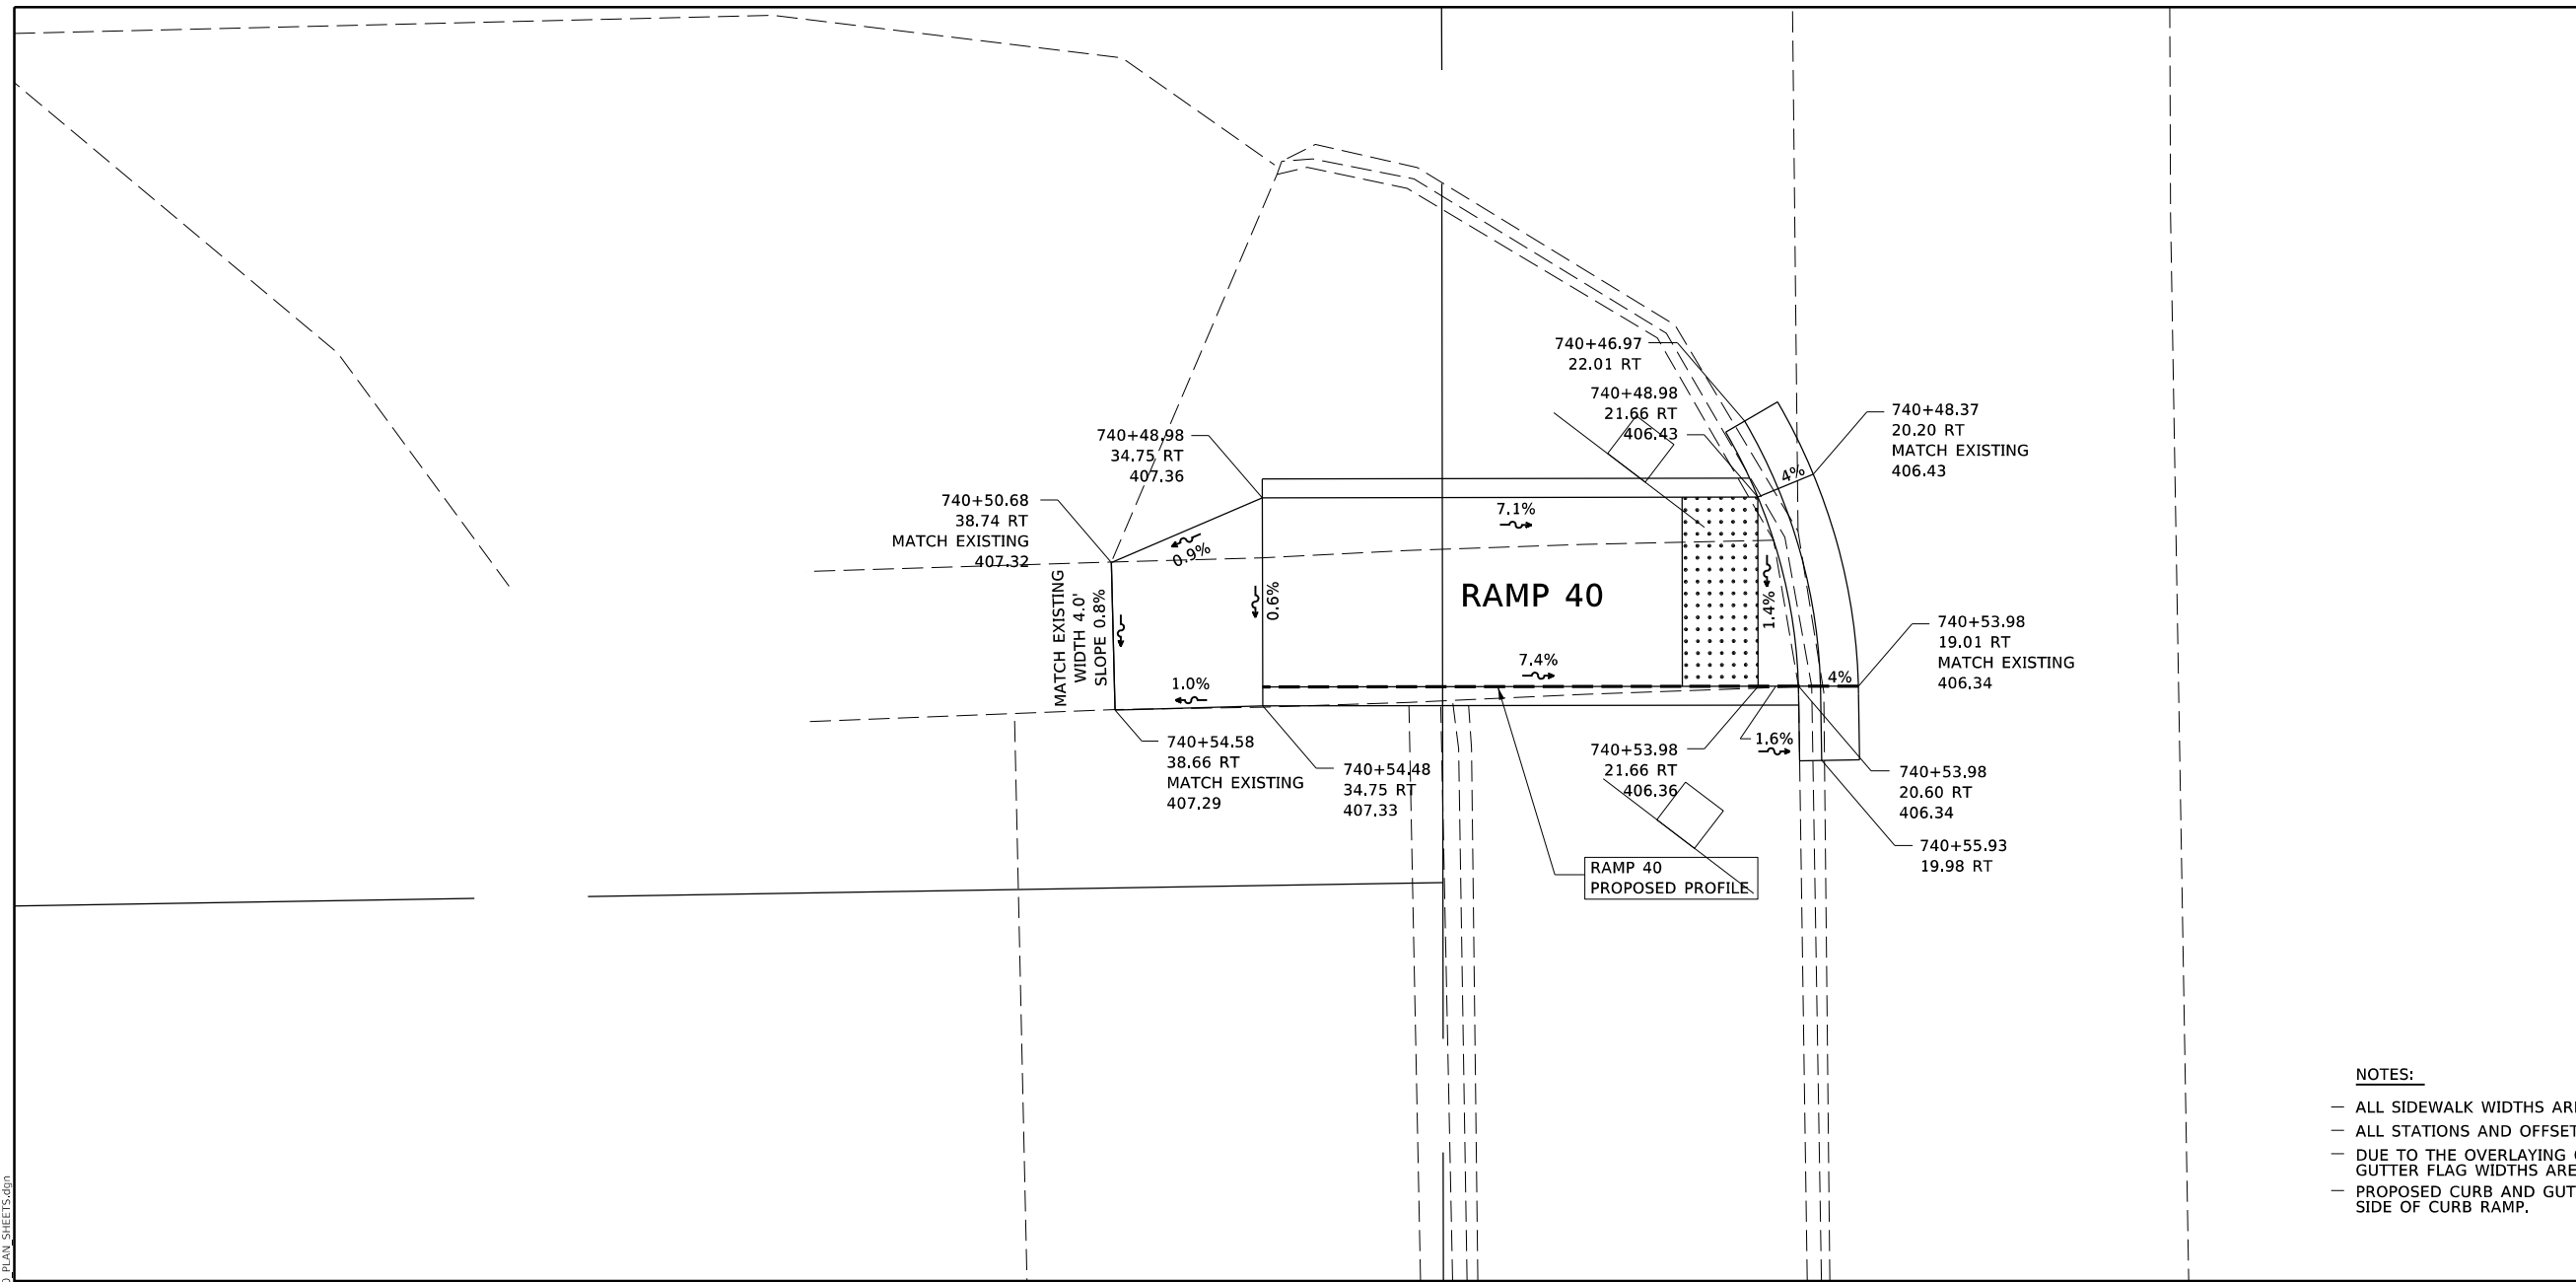 740+46.97
22.01 RT
740+48.98
21.66 RT
406.43
740+48.37
20.20 RT
MATCH EXISTING
406.43
4%
740+48.98
34.75 RT
407.36
740+50.68
38.74 RT
MATCH EXISTING
407.32
0.9%
7.1%
MATCH EXISTING
WIDTH 4.0'
SLOPE 0.8%
0.6%
RAMP 40
1.4%
740+53.98
19.01 RT
MATCH EXISTING
406.34
4%
7.4%
1.0%
740+54.58
38.66 RT
MATCH EXISTING
407.29
740+54.48
34.75 RT
407.33
740+53.98
21.66 RT
406.36
1.6%
740+53.98
20.60 RT
406.34
740+55.93
19.98 RT
RAMP 40
PROPOSED PROFILE
NOTES:
— ALL SIDEWALK WIDTHS AR
— ALL STATIONS AND OFFSET
— DUE TO THE OVERLAYING
GUTTER FLAG WIDTHS ARE
— PROPOSED CURB AND GUT
SIDE OF CURB RAMP.
PLAN_SHEETS.dgn